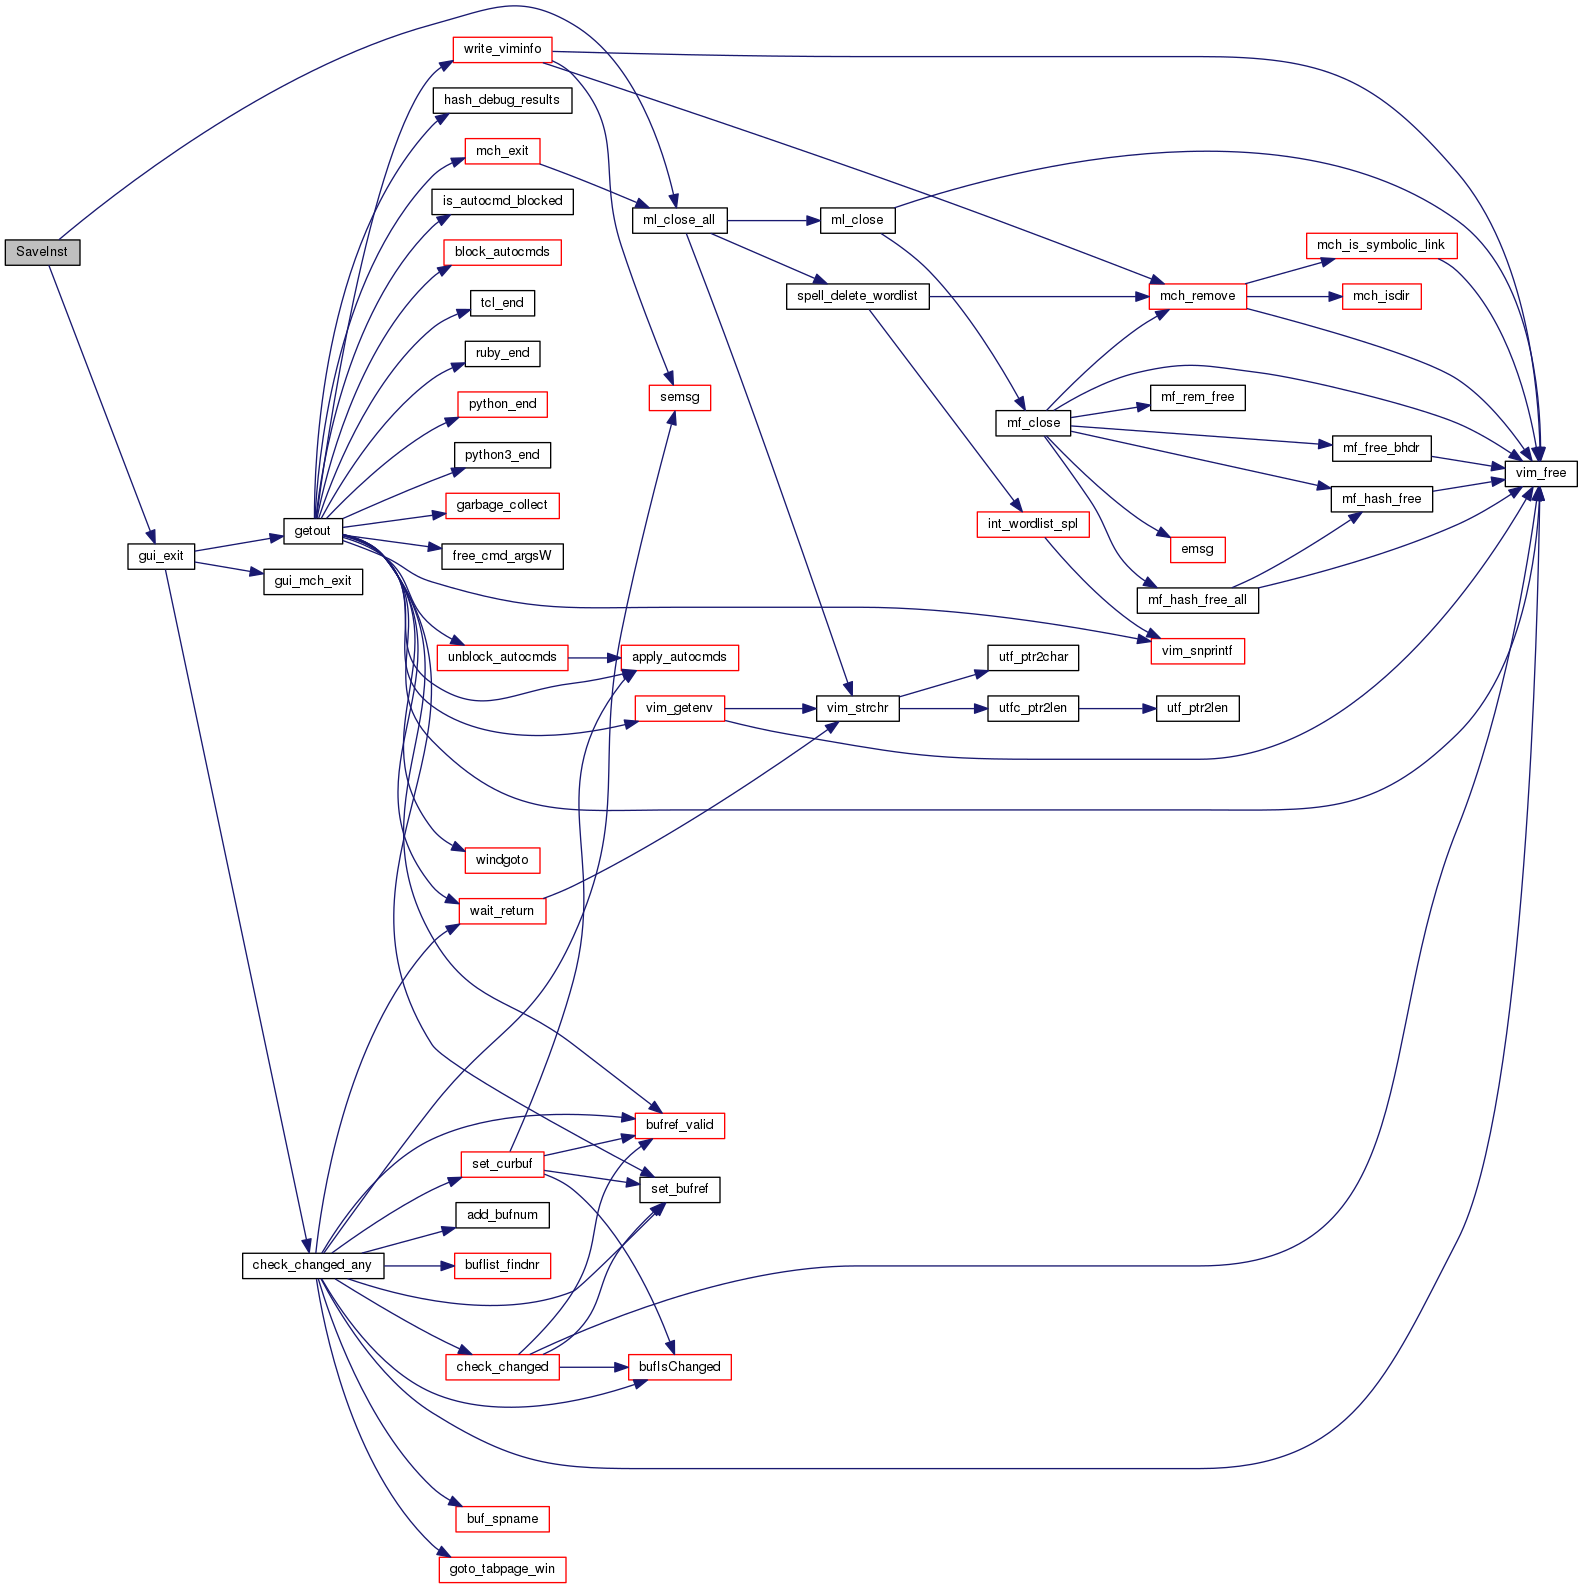 SaveInst
gui_exit
getout
gui_mch_exit
check_changed_any
write_viminfo
hash_debug_results
mch_exit
is_autocmd_blocked
block_autocmds
tcl_end
ruby_end
python_end
python3_end
garbage_collect
free_cmd_argsW
unblock_autocmds
windgoto
wait_return
set_curbuf
add_bufnum
buflist_findnr
check_changed
buf_spname
goto_tabpage_win
ml_close_all
semsg
apply_autocmds
vim_getenv
bufref_valid
set_bufref
bufIsChanged
ml_close
spell_delete_wordlist
vim_strchr
mf_close
int_wordlist_spl
utf_ptr2char
utfc_ptr2len
mch_remove
mf_rem_free
emsg
mf_hash_free_all
vim_snprintf
utf_ptr2len
mch_is_symbolic_link
mch_isdir
mf_free_bhdr
mf_hash_free
vim_free